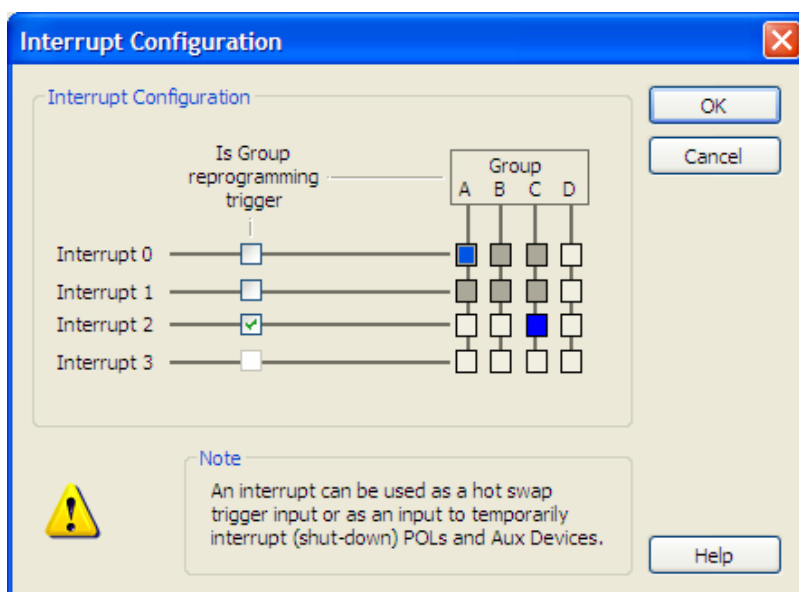 Interrupt Configuration
Interrupt Configuration
OK
Cancel
Is Group
reprogramming
trigger
Group
A B C D
Interrupt 0
Interrupt 1
Interrupt 2
Interrupt 3
Note
An interrupt can be used as a hot swap
trigger input or as an input to temporarily
interrupt (shut-down) POLs and Aux Devices.
Help